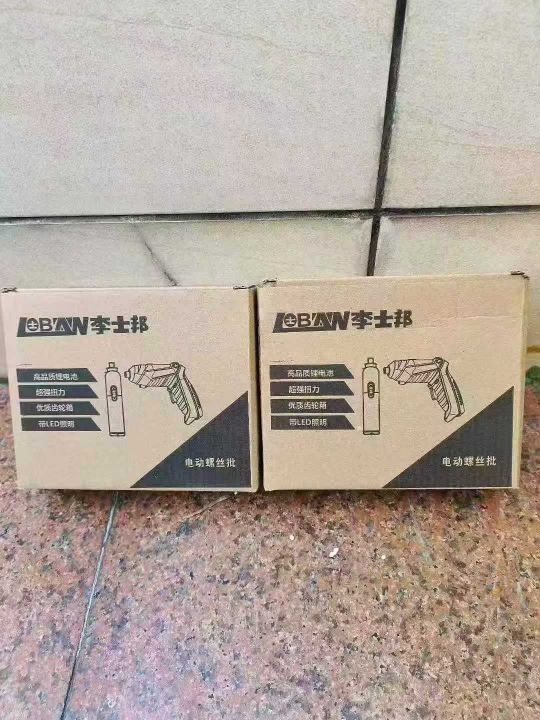 LOBAN李士邦
高品质锂电池
超强扭力
优质齿轮箱
带LED照明
电动螺丝批
LOBAN李士邦
高品质锂电池
超强扭力
优质齿轮箱
带LED照明
电动螺丝批